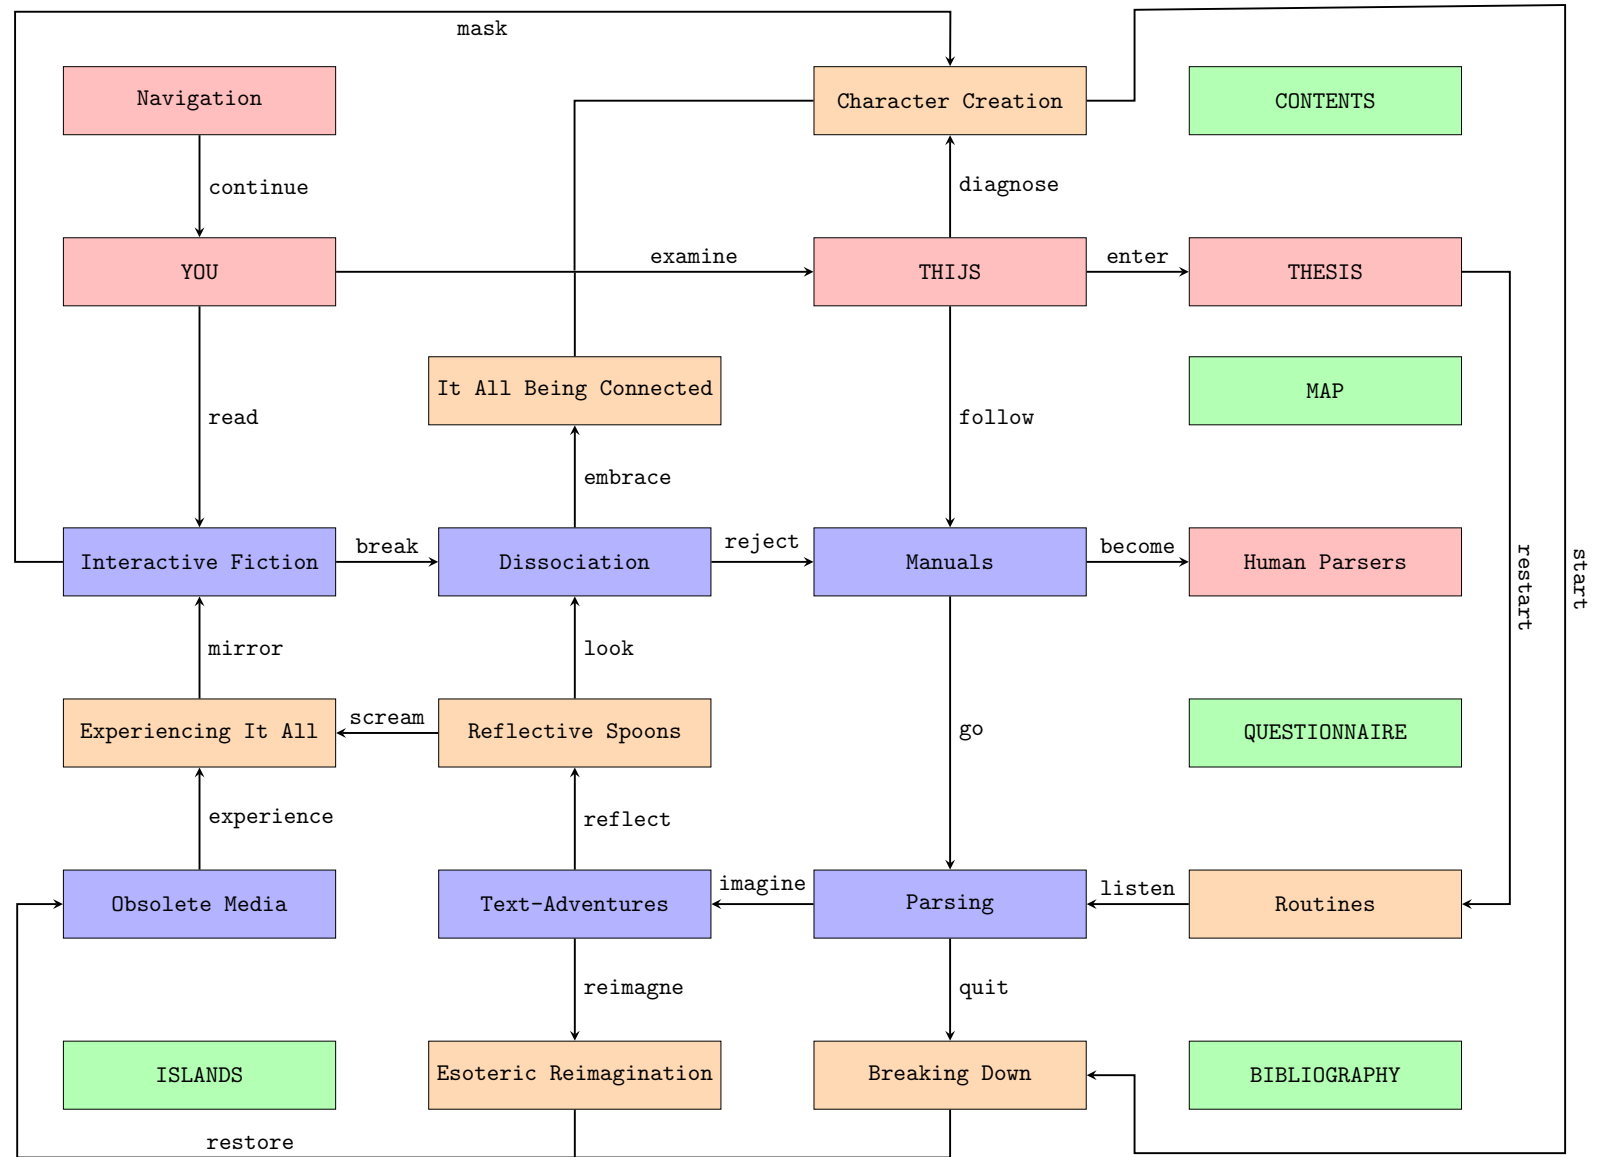 mask
Navigation
Character Creation
CONTENTS
continue
diagnose
YOU
examine
THIJS
enter
THESIS
It All Being Connected
MAP
read
follow
embrace
Interactive Fiction
break
Dissociation
reject
Manuals
become
Human Parsers
restart
start
mirror
look
Experiencing It All
scream
Reflective Spoons
go
QUESTIONNAIRE
experience
reflect
Obsolete Media
Text-Adventures
imagine
Parsing
listen
Routines
reimagne
quit
ISLANDS
Esoteric Reimagination
Breaking Down
BIBLIOGRAPHY
restore